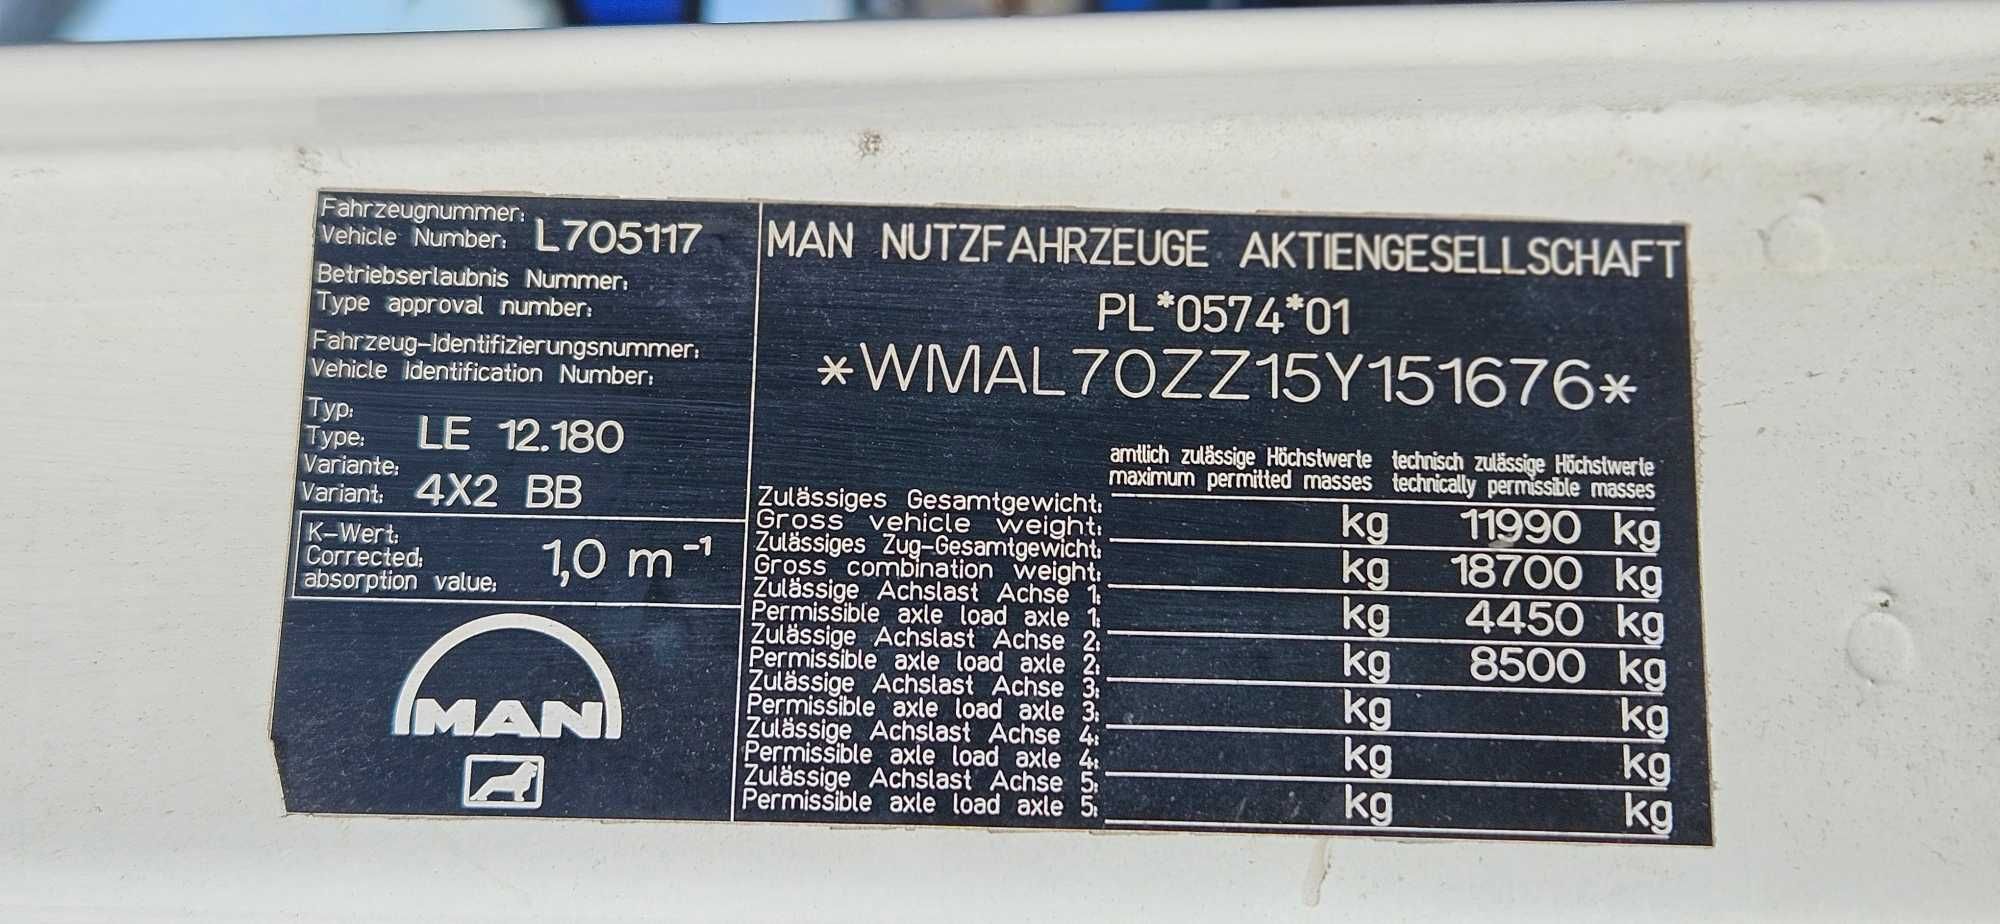 Fahrzeugnummer:
Vehicle Number: L705117
Betriebserlaubnis Nummer:
Type approval number:
Fahrzeug-Identifizierungsnummer:
Vehicle Identification Number:
Typ:
Type: LE 12.180
Variante:
Variant: 4X2 BB
K-Wert:
Corrected: 1,0 m⁻¹
absorption value:
MAN
MAN NUTZFAHRZEUGE AKTIENGESELLSCHAFT
PL*0574*01
*WMAL70ZZ15Y151676*
amtlich zulässige Höchstwerte technisch zulässige Höchstwerte
maximum permitted masses technically permissible masses
Zulässiges Gesamtgewicht:
Gross vehicle weight: kg 11990 kg
Zulässiges Zug-Gesamtgewicht:
Gross combination weight: kg 18700 kg
Zulässige Achslast Achse 1:
Permissible axle load axle 1: kg 4450 kg
Zulässige Achslast Achse 2:
Permissible axle load axle 2: kg 8500 kg
Zulässige Achslast Achse 3:
Permissible axle load axle 3: kg kg
Zulässige Achslast Achse 4:
Permissible axle load axle 4: kg kg
Zulässige Achslast Achse 5:
Permissible axle load axle 5: kg kg